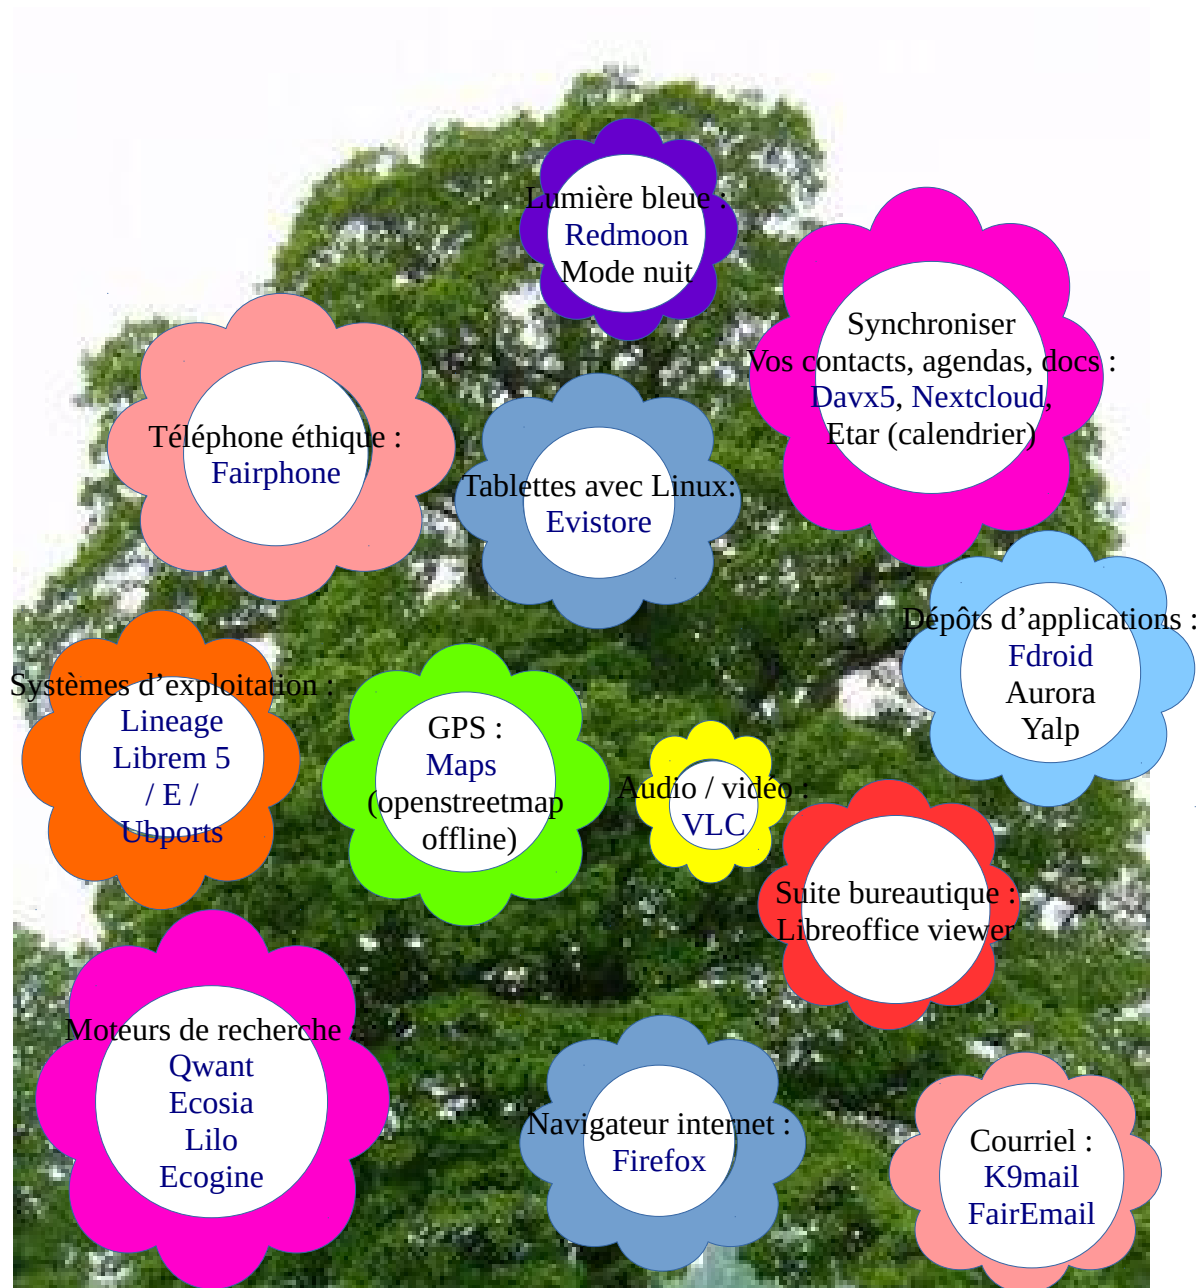 Lumière bleue :
Redmoon
Mode nuit
Synchroniser
Vos contacts, agendas, docs :
Davx5, Nextcloud,
Etar (calendrier)
Téléphone éthique :
Fairphone
Tablettes avec Linux:
Evistore
Dépôts d’applications :
Fdroid
Aurora
Yalp
Systèmes d’exploitation :
Lineage
Librem 5
/ E /
Ubports
GPS :
Maps
(openstreetmap
offline)
Audio / vidéo :
VLC
Suite bureautique :
Libreoffice viewer
Moteurs de recherche :
Qwant
Ecosia
Lilo
Ecogine
Navigateur internet :
Firefox
Courriel :
K9mail
FairEmail